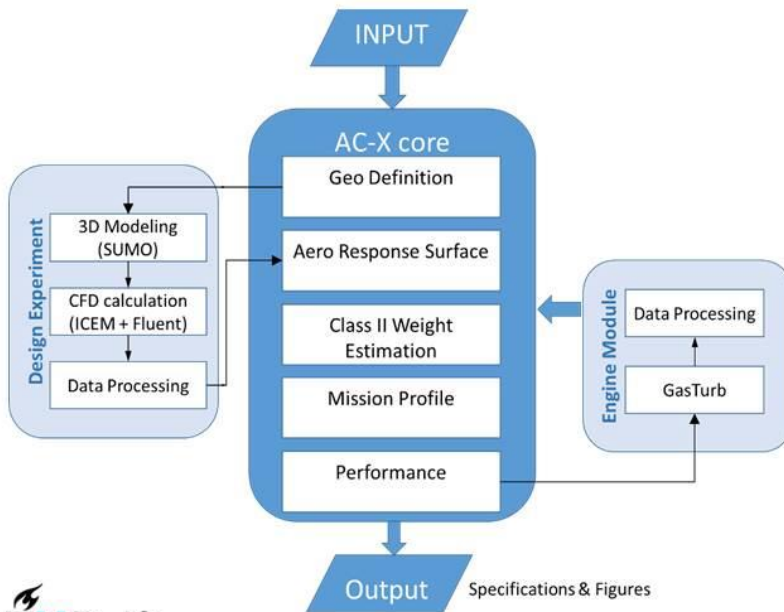 INPUT
AC-X core
Geo Definition
Aero Response Surface
Class II Weight
Estimation
Mission Profile
Performance
Design Experiment
3D Modeling
(SUMO)
CFD calculation
(ICEM + Fluent)
Data Processing
Engine Module
Data Processing
GasTurb
Output
Specifications & Figures